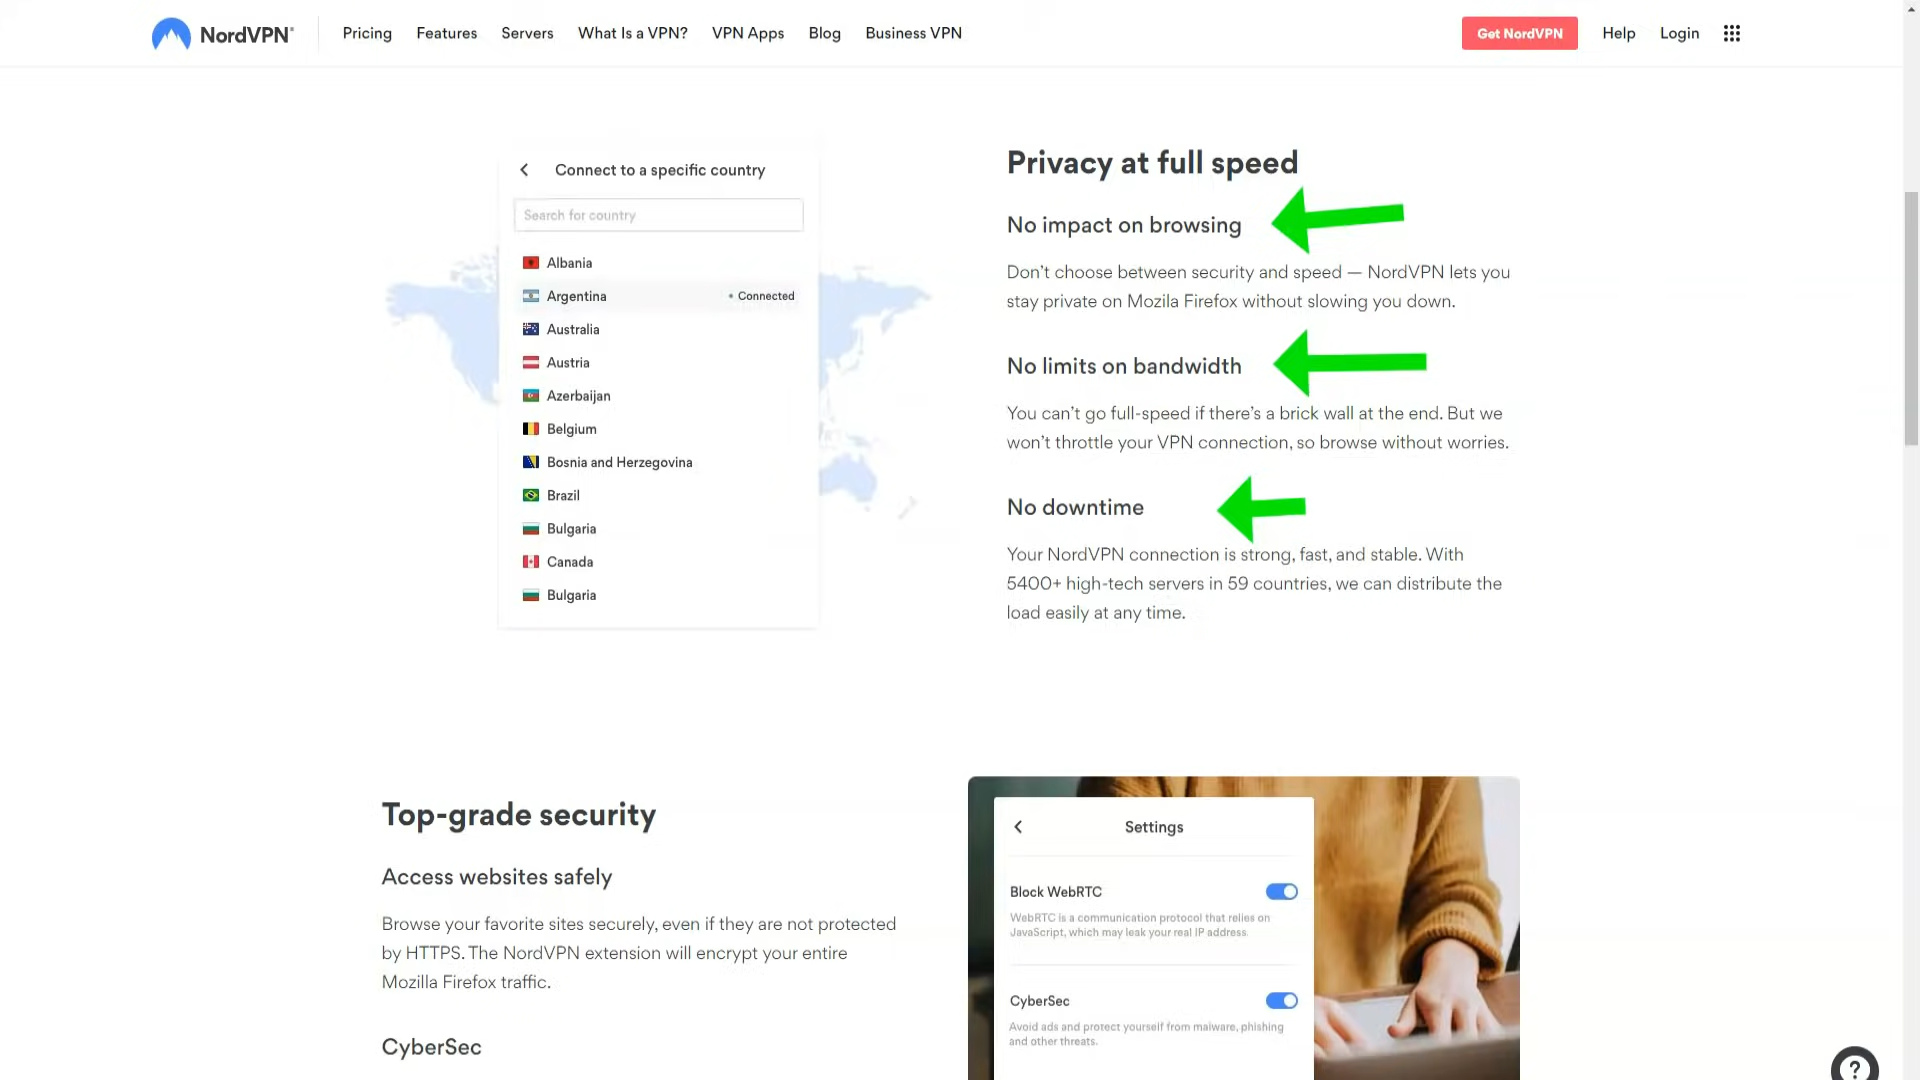 NordVPN®
Pricing
Features
Servers
What Is a VPN?
VPN Apps
Blog
Business VPN
Get NordVPN
Help
Login
Connect to a specific country
Search for country
Albania
Argentina
Connected
Australia
Austria
Azerbaijan
Belgium
Bosnia and Herzegovina
Brazil
Bulgaria
Canada
Bulgaria
Privacy at full speed
No impact on browsing
Don't choose between security and speed — NordVPN lets you
stay private on Mozila Firefox without slowing you down.
No limits on bandwidth
You can't go full-speed if there's a brick wall at the end. But we
won't throttle your VPN connection, so browse without worries.
No downtime
Your NordVPN connection is strong, fast, and stable. With
5400+ high-tech servers in 59 countries, we can distribute the
load easily at any time.
Top-grade security
Access websites safely
Browse your favorite sites securely, even if they are not protected
by HTTPS. The NordVPN extension will encrypt your entire
Mozilla Firefox traffic.
CyberSec
Settings
Block WebRTC
WebRTC is a communication protocol that relies on
JavaScript, which may leak your real IP address.
CyberSec
Avoid ads and protect yourself from malware, phishing
and other threats.
?